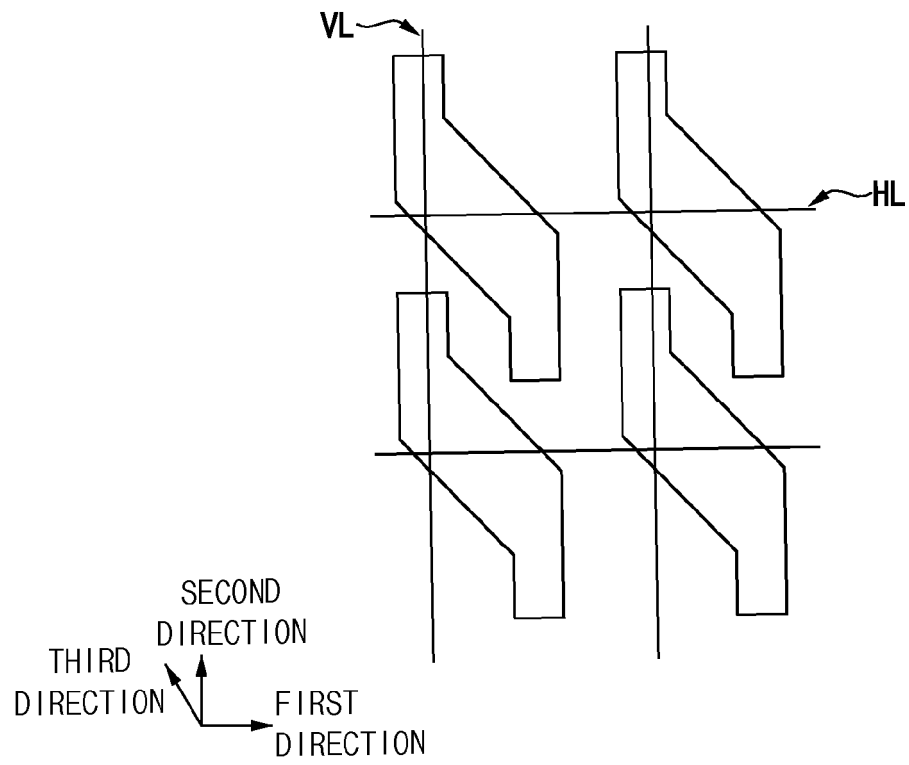 VL
HL
SECOND
DIRECTION
THIRD
DIRECTION
FIRST
DIRECTION